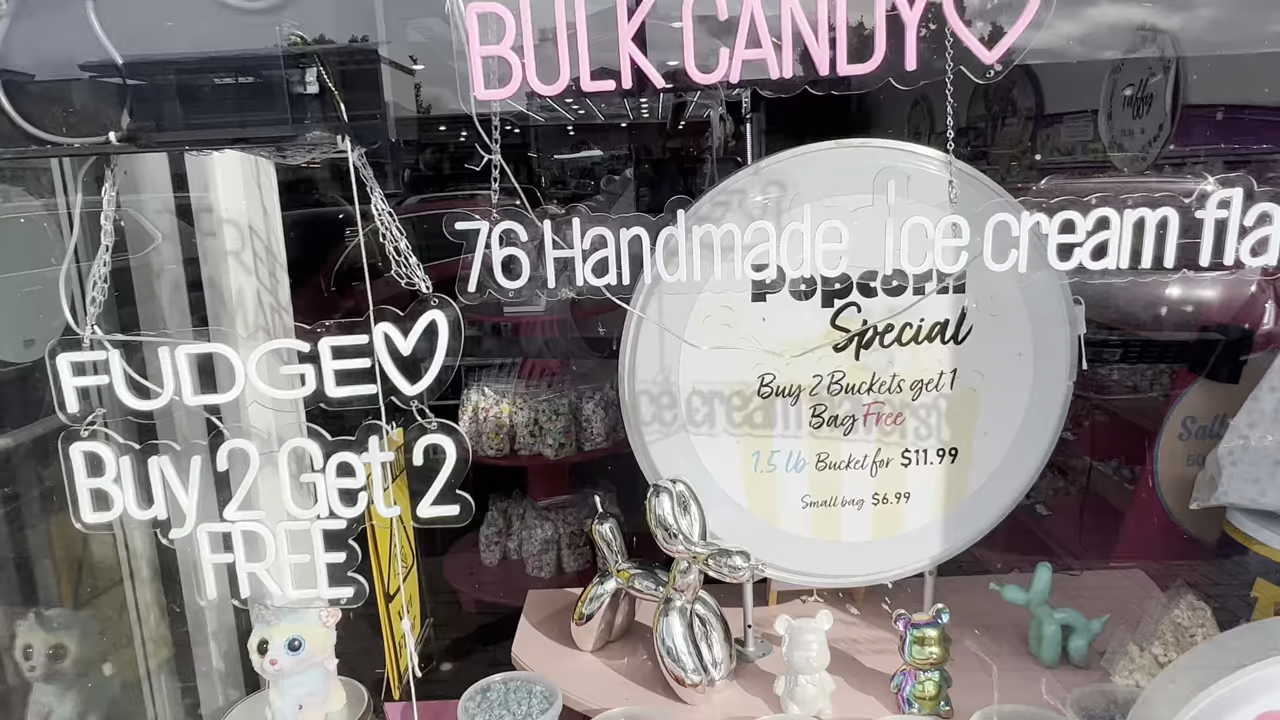 BULK CANDY
taffy
76 Handmade ice cream fla
Popcorn
Special
Buy 2 Buckets get 1
Bag Free
1.5 lb Bucket for $11.99
Small bag $6.99
FUDGE
Buy 2 Get 2
FREE